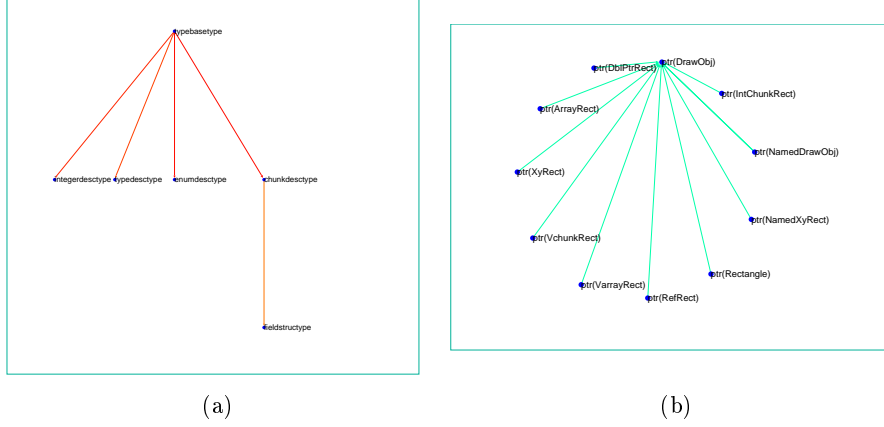 typebasetype
integerdesctype
typedesctype
enumdesctype
chunkdesctype
fieldstructype
(a)
ptr(DblPtrRect)
ptr(DrawObj)
ptr(IntChunkRect)
ptr(ArrayRect)
ptr(NamedDrawObj)
ptr(XyRect)
ptr(NamedXyRect)
ptr(VchunkRect)
ptr(Rectangle)
ptr(VarrayRect)
ptr(RefRect)
(b)